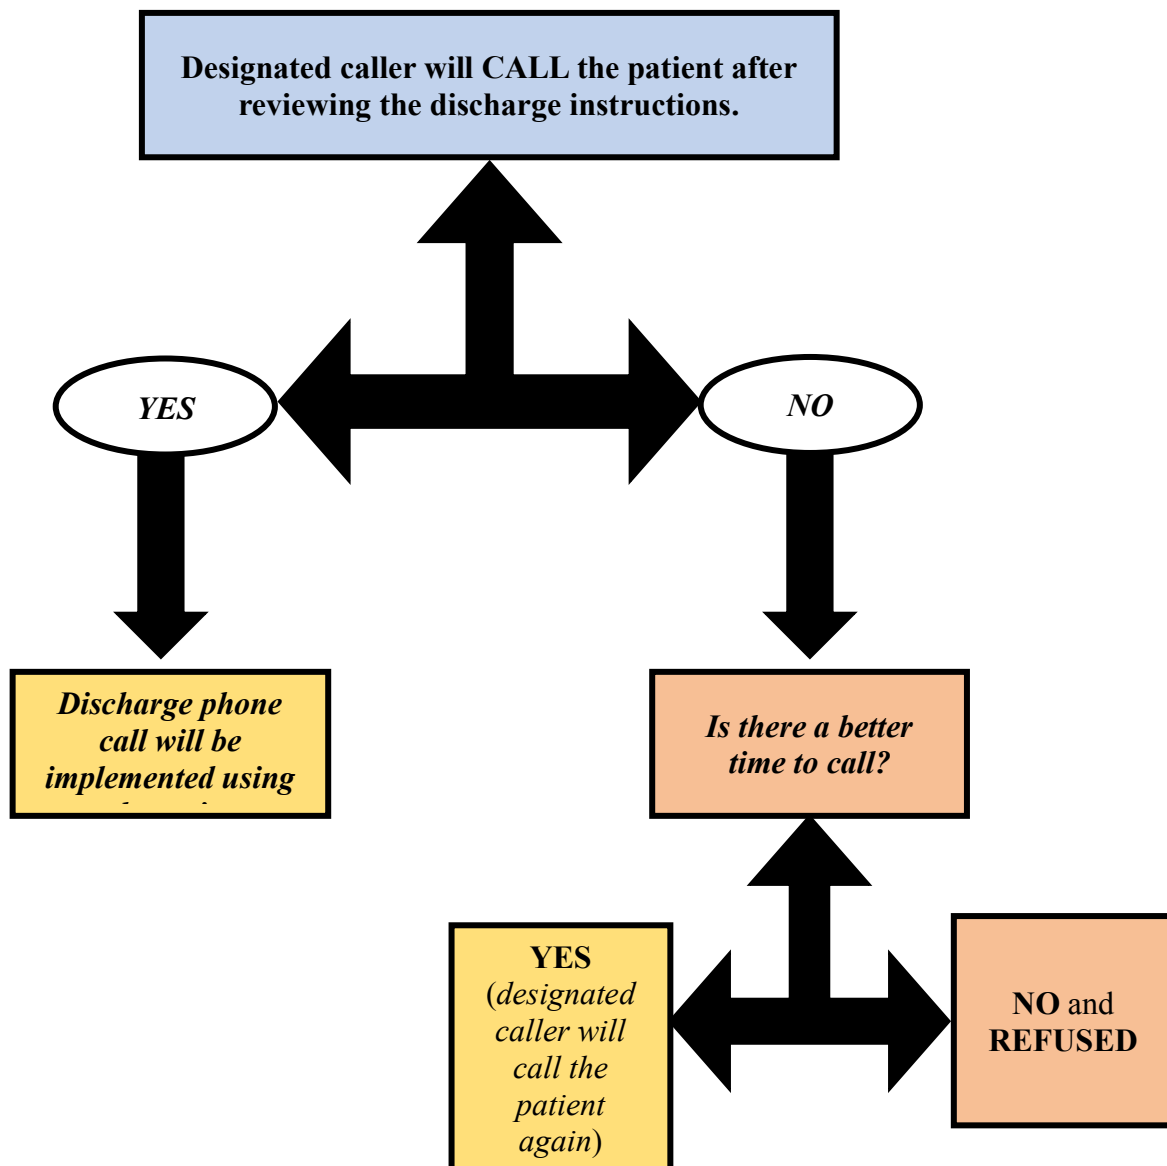 Designated caller will CALL the patient after
reviewing the discharge instructions.
YES
NO
Discharge phone
call will be
implemented using
Is there a better
time to call?
YES
(designated
caller will
call the
patient
again)
NO and
REFUSED